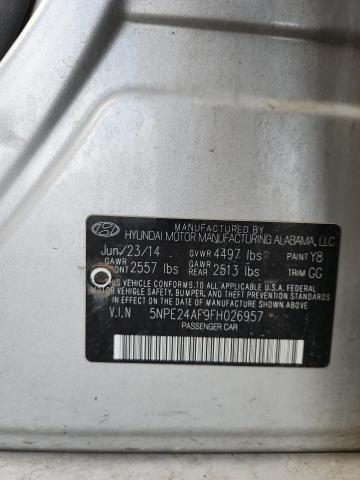 MANUFACTURED BY
HYUNDAI MOTOR MANUFACTURING ALABAMA, LLC
Jun/23/14 GVWR 4497 lbs PAINT Y8
GAWR FRONT 2557 lbs GAWR REAR 2513 lbs TRIM GG
THIS VEHICLE CONFORMS TO ALL APPLICABLE U.S.A. FEDERAL
MOTOR VEHICLE SAFETY, BUMPER, AND THEFT PREVENTION
STANDARDS IN EFFECT ON THE DATE OF MANUFACTURE SHOWN ABOVE.
V.I.N 5NPE24AF9FH026957
PASSENGER CAR